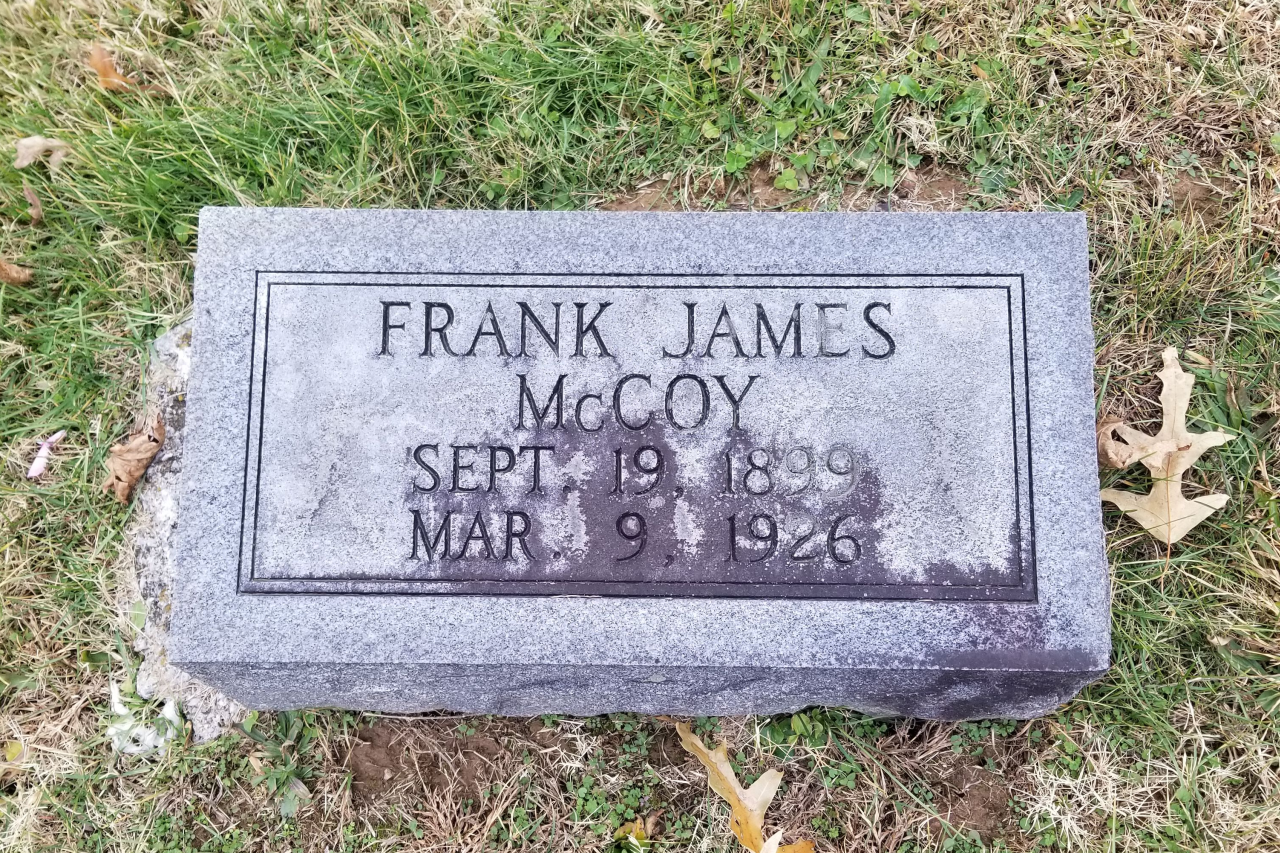 FRANK JAMES
McCOY
SEPT. 19, 1899
MAR. 9, 1926